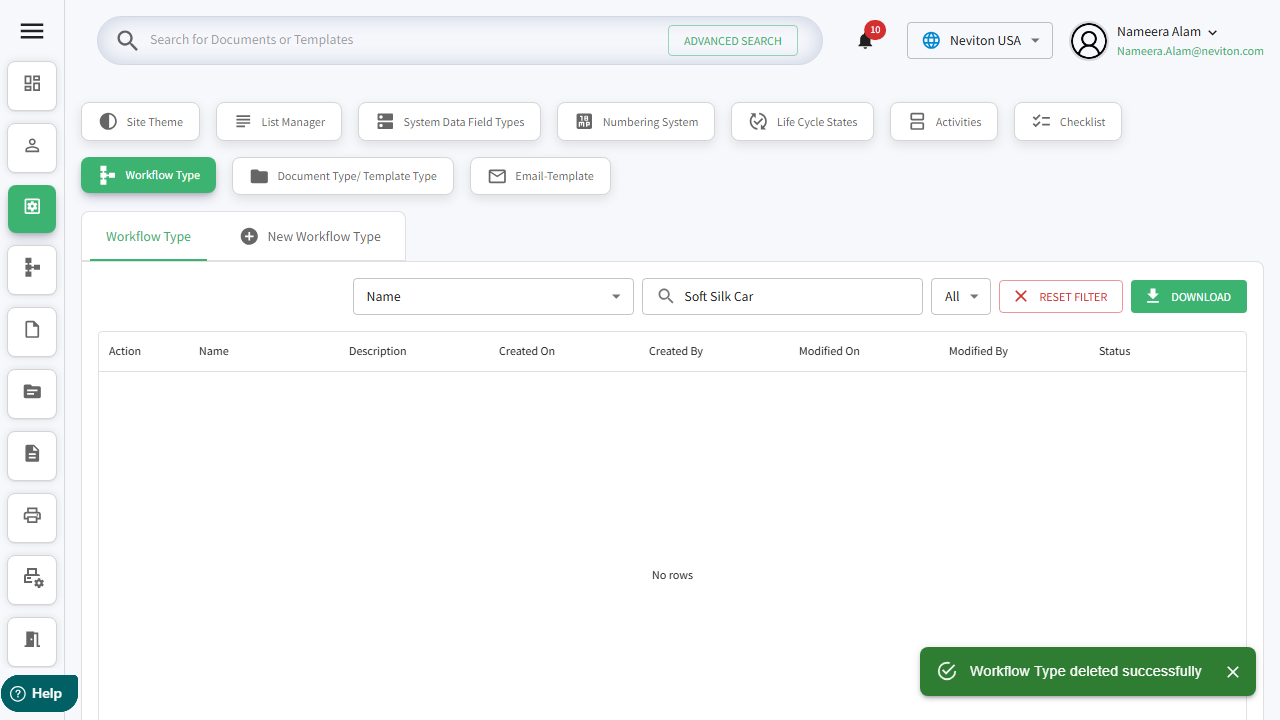 Search for Documents or Templates
ADVANCED SEARCH
10
Neviton USA
Nameera Alam
Nameera.Alam@neviton.com
Site Theme
List Manager
System Data Field Types
Numbering System
Life Cycle States
Activities
Checklist
Workflow Type
Document Type/ Template Type
Email-Template
Workflow Type
New Workflow Type
Name
Soft Silk Car
All
RESET FILTER
DOWNLOAD
Action
Name
Description
Created On
Created By
Modified On
Modified By
Status
No rows
Workflow Type deleted successfully
Help